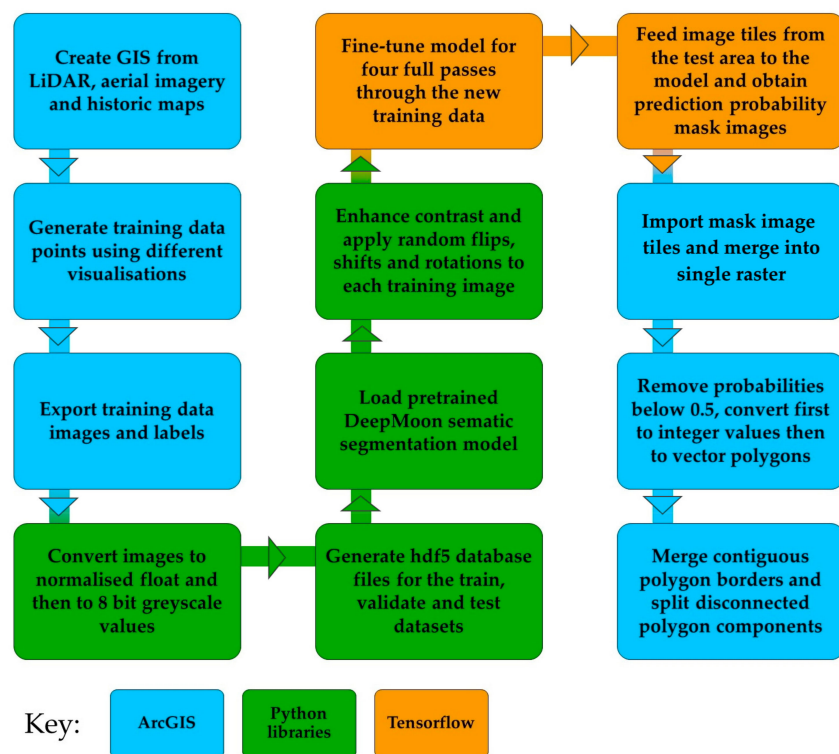 Create GIS from
LiDAR, aerial imagery
and historic maps
Generate training data
points using different
visualisations
Export training data
images and labels
Convert images to
normalised float and
then to 8 bit greyscale
values
Generate hdf5 database
files for the train,
validate and test
datasets
Load pretrained
DeepMoon sematic
segmentation model
Enhance contrast and
apply random flips,
shifts and rotations to
each training image
Fine-tune model for
four full passes
through the new
training data
Feed image tiles from
the test area to the
model and obtain
prediction probability
mask images
Import mask image
tiles and merge into
single raster
Remove probabilities
below 0.5, convert first
to integer values then
to vector polygons
Merge contiguous
polygon borders and
split disconnected
polygon components
Key:
ArcGIS
Python
libraries
Tensorflow